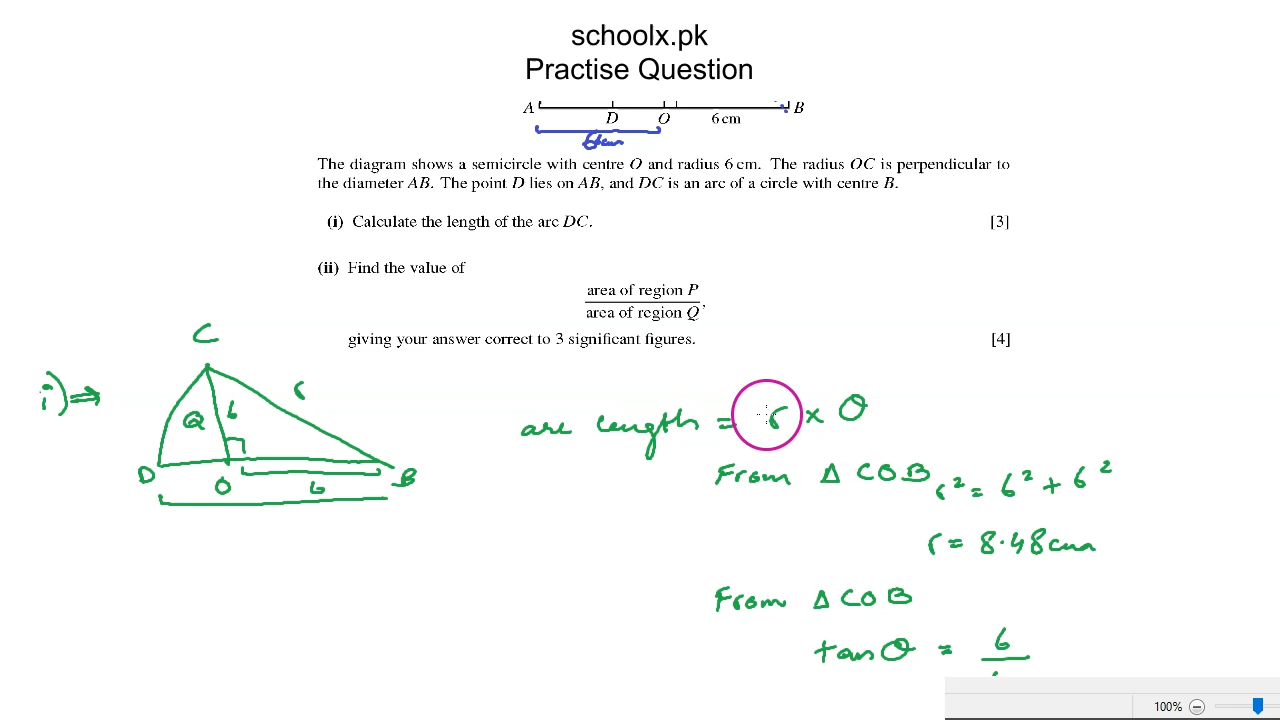 schoolx.pk
Practise Question
A D O 6 cm B
6cm
The diagram shows a semicircle with centre O and radius 6 cm. The radius OC is perpendicular to
the diameter AB. The point D lies on AB, and DC is an arc of a circle with centre B.
(i) Calculate the length of the arc DC. [3]
(ii) Find the value of
area of region P
area of region Q,
giving your answer correct to 3 significant figures. [4]
C
i) ⇒
r
Q 6
D O 6 B
arc length = r × θ
From Δ COB
r² = 6² + 6²
r = 8.48cm
From Δ COB
tan θ = 6
100%